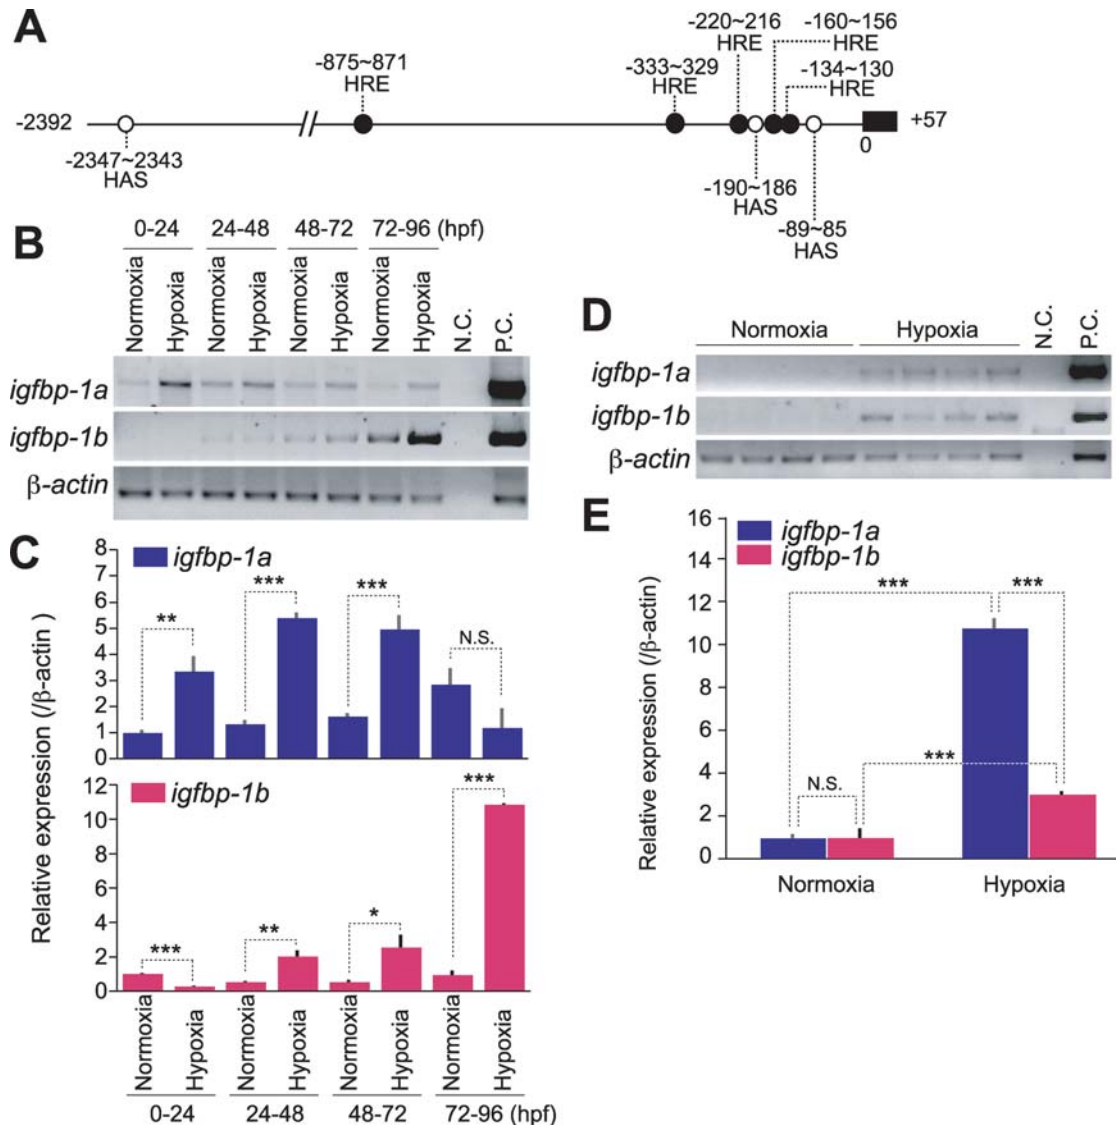 A
-875~871
HRE
-333~329
HRE
-220~216
HRE
-160~156
HRE
-134~130
HRE
-2392
+57
0
-2347~2343
HAS
-190~186
HAS
-89~85
HAS
B
0-24 24-48 48-72 72-96 (hpf)
Normoxia Hypoxia Normoxia Hypoxia Normoxia Hypoxia Normoxia Hypoxia N.C. P.C.
igfbp-1a
igfbp-1b
β-actin
C
Relative expression (/β-actin )
8
7
6
5
4
3
2
1
0
igfbp-1a
**
***
***
N.S.
12
10
8
6
4
2
0
igfbp-1b
***
**
*
***
Normoxia Hypoxia Normoxia Hypoxia Normoxia Hypoxia Normoxia Hypoxia
0-24 24-48 48-72 72-96 (hpf)
D
Normoxia Hypoxia N.C. P.C.
igfbp-1a
igfbp-1b
β-actin
E
Relative expression (/β-actin)
16
14
12
10
8
6
4
2
0
igfbp-1a
igfbp-1b
*** ***
***
N.S.
Normoxia Hypoxia